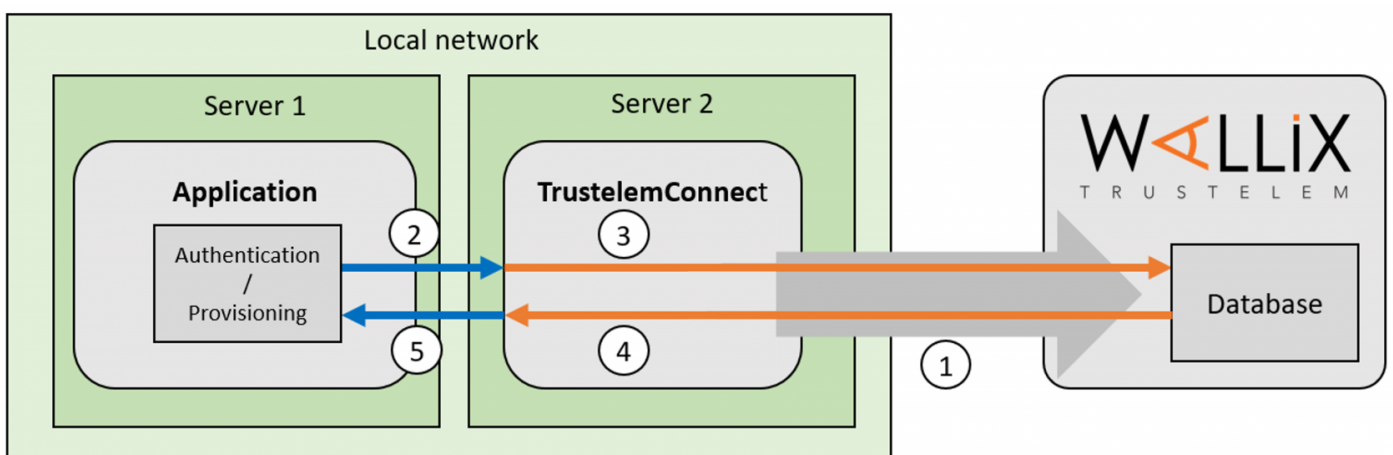 Local network
Server 1
Server 2
Application
TrustelemConnect
WALLiX
TRUSTELEM
Authentication
/
Provisioning
2
3
Database
5
4
1